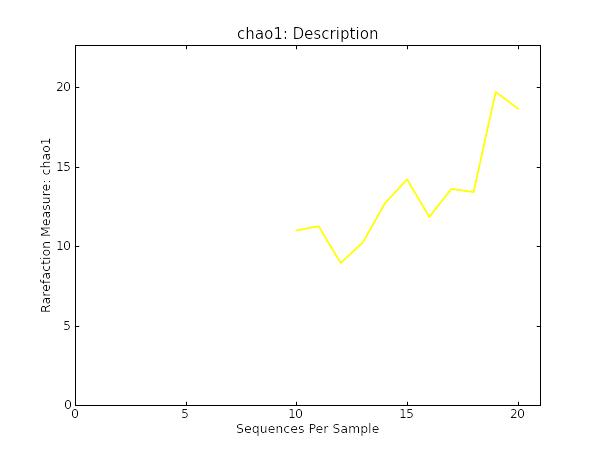 chao1: Description
Rarefaction Measure: chao1
20
15
10
5
0
0 5 10 15 20
Sequences Per Sample